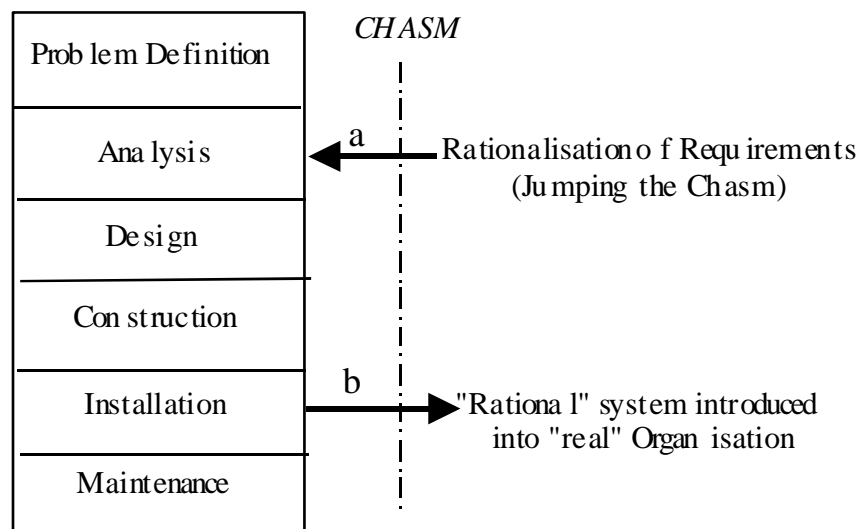 CHASM
Problem Definition
a
Analysis
Rationalisation of Requirements
(Jumping the Chasm)
Design
Construction
b
Installation
"Rational" system introduced
into "real" Organisation
Maintenance